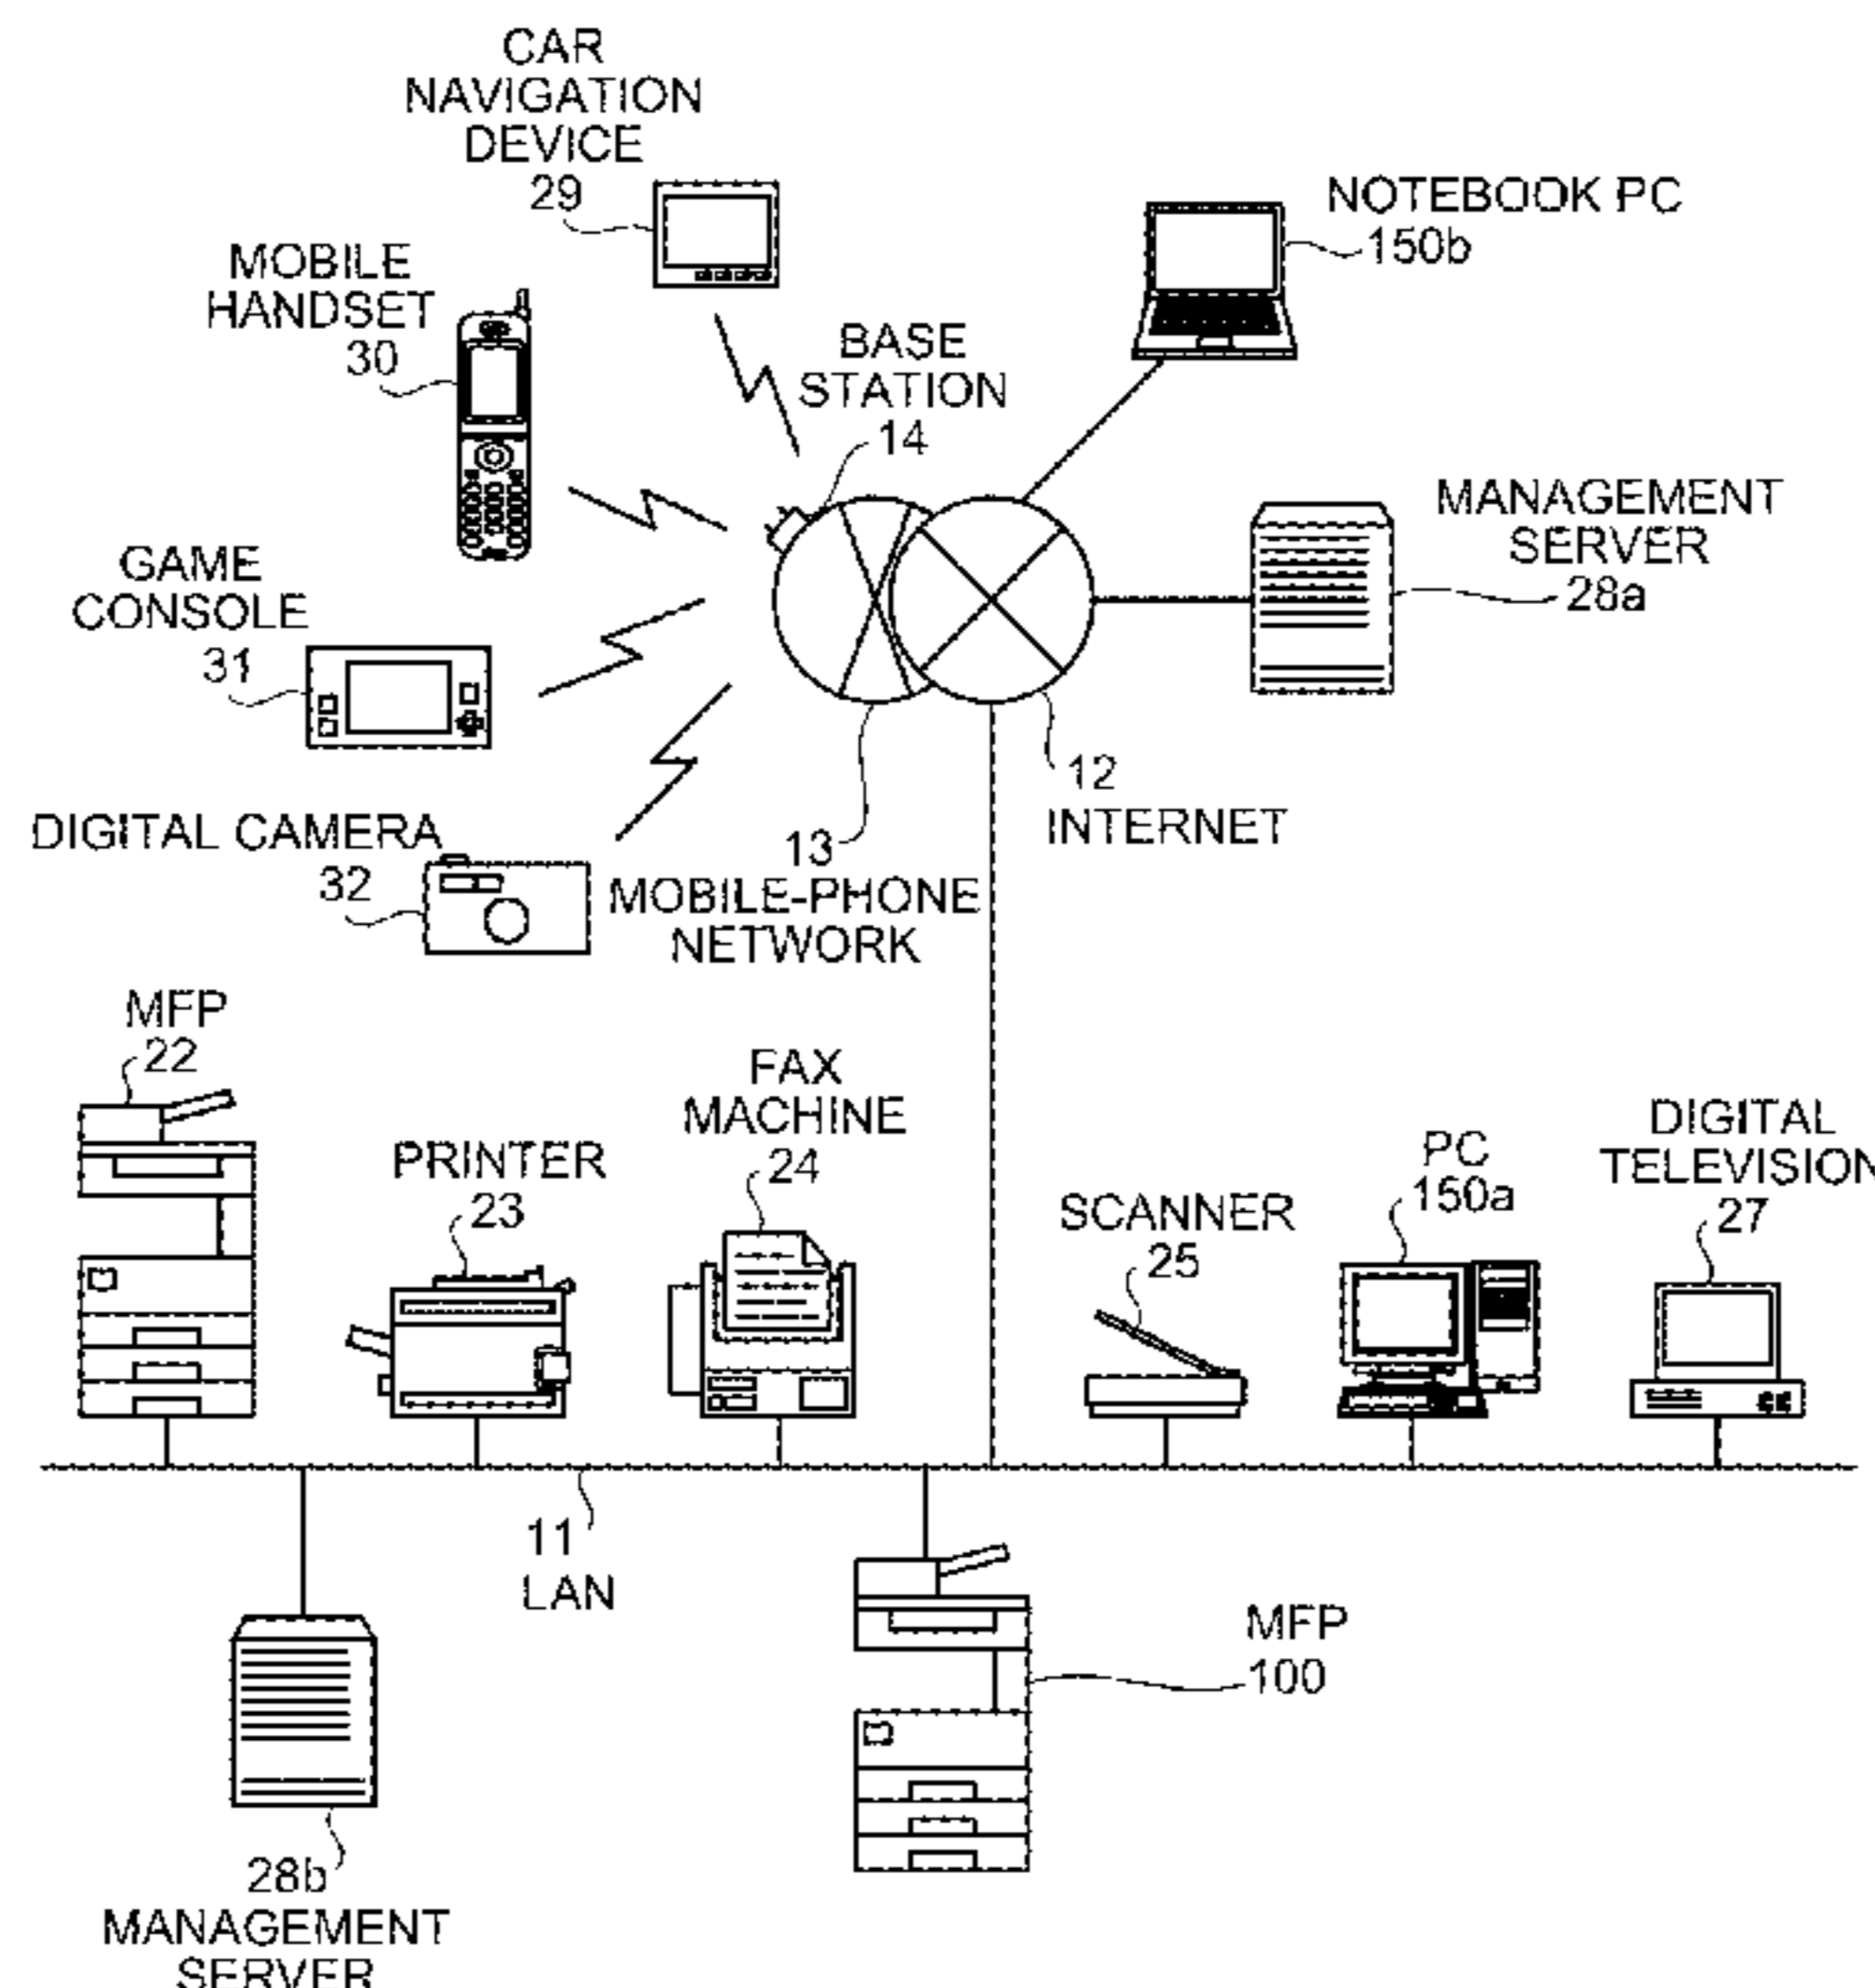 CAR
NAVIGATION
DEVICE
29
NOTEBOOK PC
150b
MOBILE
HANDSET
30
BASE
STATION
14
MANAGEMENT
SERVER
28a
GAME
CONSOLE
31
12
INTERNET
DIGITAL CAMERA
32
13
MOBILE-PHONE
NETWORK
MFP
22
PRINTER
23
FAX
MACHINE
24
SCANNER
25
PC
150a
DIGITAL
TELEVISION
27
11
LAN
MFP
100
28b
MANAGEMENT
SERVER